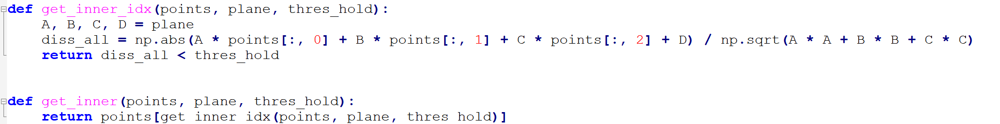 def get_inner_idx(points, plane, thres_hold):
    A, B, C, D = plane
    diss_all = np.abs(A * points[:, 0] + B * points[:, 1] + C * points[:, 2] + D) / np.sqrt(A * A + B * B + C * C)
    return diss_all < thres_hold
def get_inner(points, plane, thres_hold):
    return points[get_inner_idx(points, plane, thres_hold)]